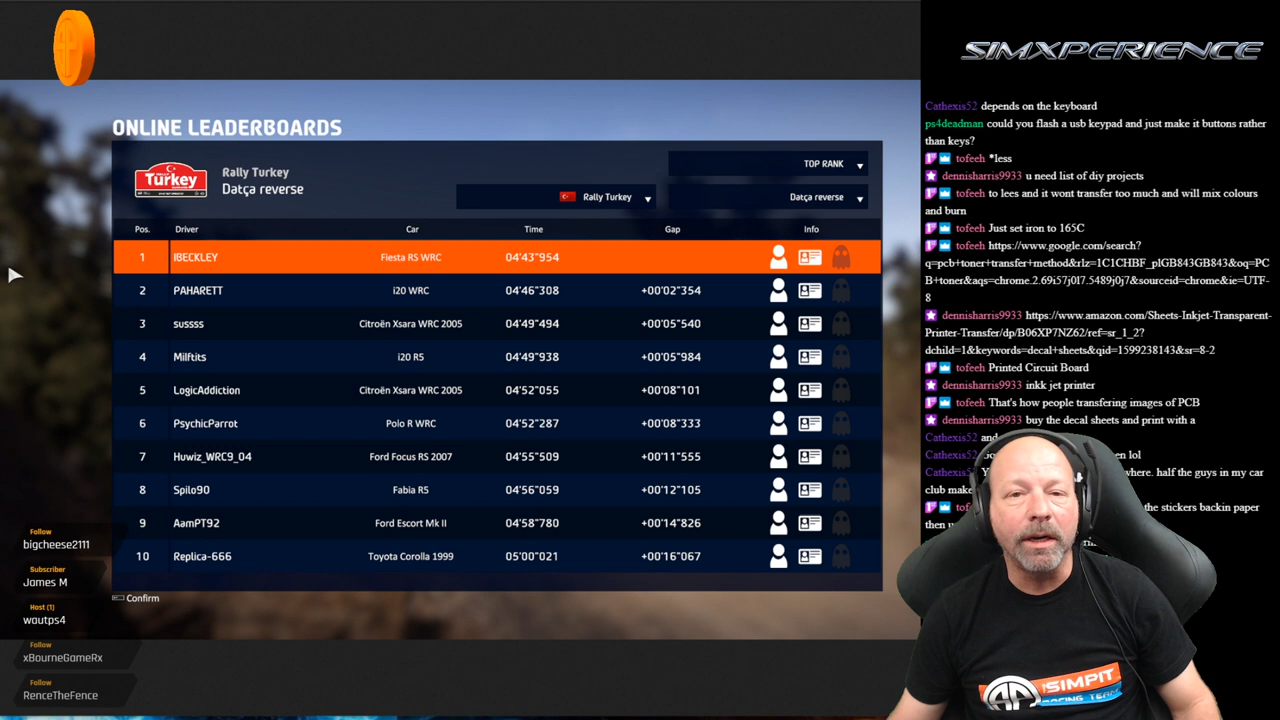 SIMXPERIENCE
ONLINE LEADERBOARDS
Turkey
Rally Turkey
Datça reverse
TOP RANK
Rally Turkey
Datça reverse
Pos. Driver Car Time Gap Info
1 IBECKLEY Fiesta RS WRC 04'43"954
2 PAHARETT i20 WRC 04'46"308 +00'02"354
3 sussss Citroën Xsara WRC 2005 04'49"494 +00'05"540
4 Milftits i20 R5 04'49"938 +00'05"984
5 LogicAddiction Citroën Xsara WRC 2005 04'52"055 +00'08"101
6 PsychicParrot Polo R WRC 04'52"287 +00'08"333
7 Huwiz_WRC9_04 Ford Focus RS 2007 04'55"509 +00'11"555
8 Spilo90 Fabia R5 04'56"059 +00'12"105
9 AamPT92 Ford Escort Mk II 04'58"780 +00'14"826
10 Replica-666 Toyota Corolla 1999 05'00"021 +00'16"067
Confirm
Follow
bigcheese2111
Subscriber
James M
Host (1)
wautps4
Follow
xBourneGameRx
Follow
RenceTheFence
Cathexis52 depends on the keyboard
ps4deadman could you flash a usb keypad and just make it buttons rather
than keys?
tofeeh *less
dennisharris9933 u need list of diy projects
tofeeh to lees and it wont transfer too much and will mix colours
and burn
tofeeh Just set iron to 165C
tofeeh https://www.google.com/search?
q=pcb+toner+transfer+method&rlz=1C1CHBF_plGB843GB843&oq=PC
B+toner&aqs=chrome.2.69i57j0l7.5489j0j7&sourceid=chrome&ie=UTF-
8
dennisharris9933 https://www.amazon.com/Sheets-Inkjet-Transparent-
Printer-Transfer/dp/B06XP7NZ62/ref=sr_1_2?
dchild=1&keywords=decal+sheets&qid=1599238143&sr=8-2
tofeeh Printed Circuit Board
dennisharris9933 inkk jet printer
tofeeh That's how people transfering images of PCB
dennisharris9933 buy the decal sheets and print with a
Cathexis52 and
Cathexis52 lol
Cathexis52 where. half the guys in my car
club make
tofeeh the stickers backin paper
then
SIMPIT
RACING TEAM